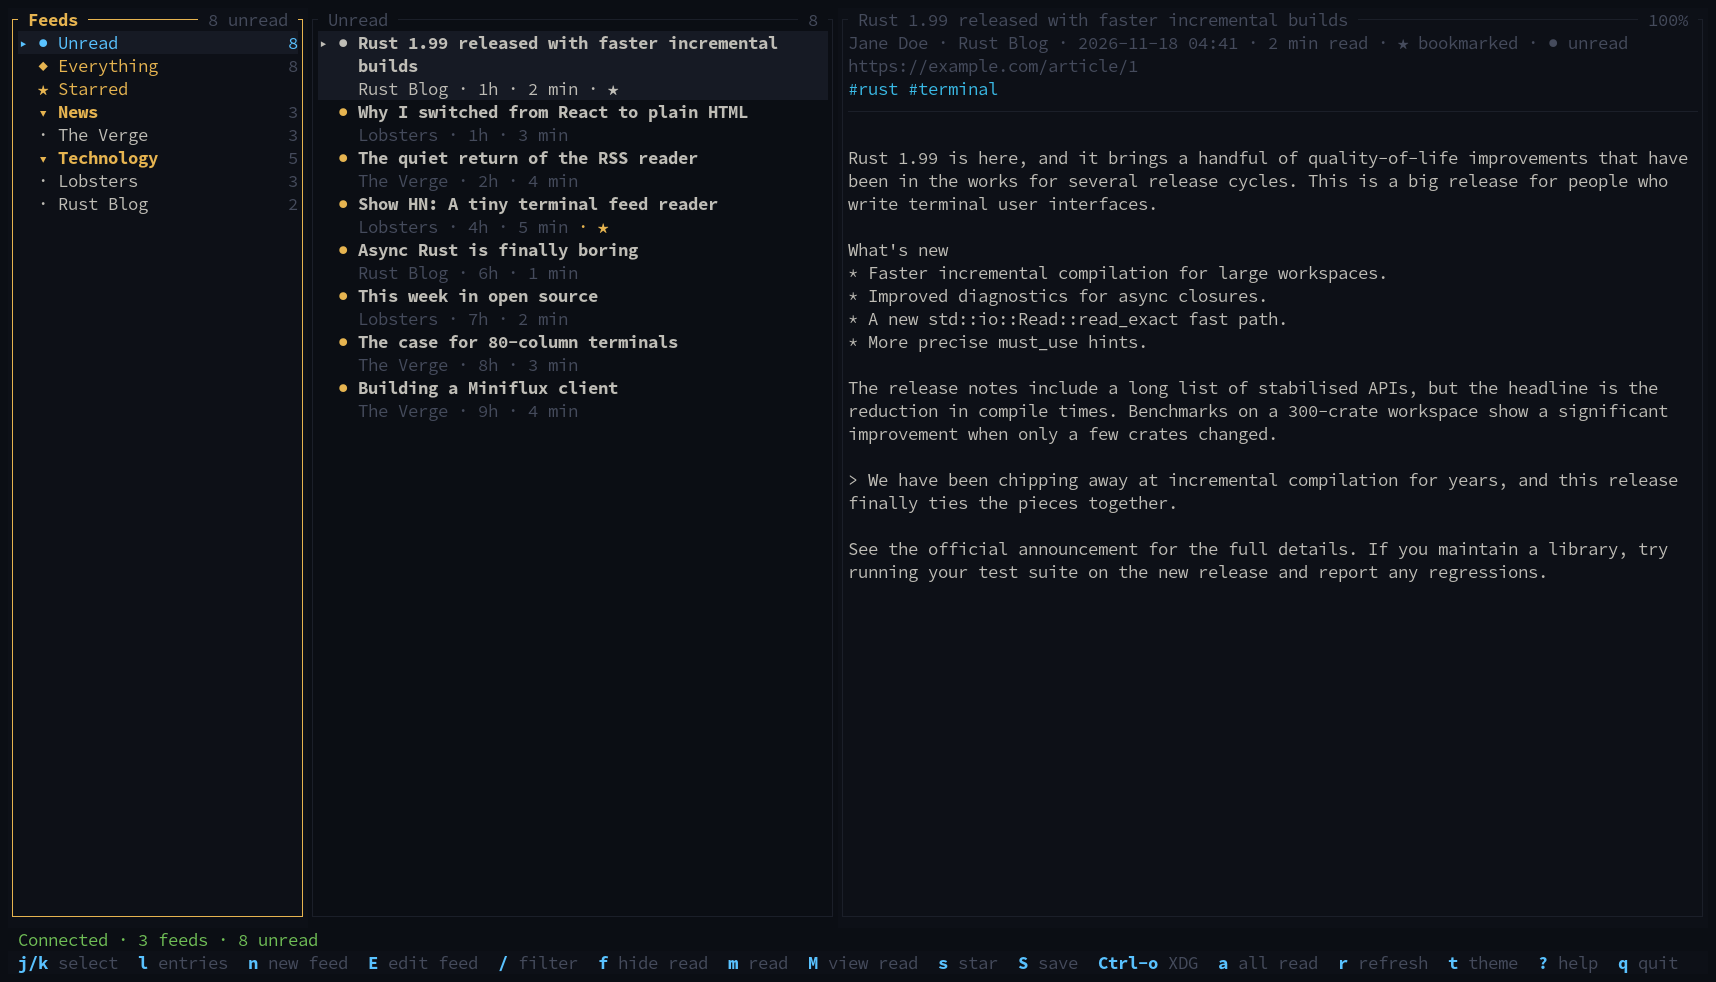 Feeds 8 unread
▸ ● Unread 8
◆ Everything 8
★ Starred
▾ News 3
· The Verge 3
▾ Technology 5
· Lobsters 3
· Rust Blog 2
Unread 8
▸ ● Rust 1.99 released with faster incremental
builds
Rust Blog · 1h · 2 min · ★
● Why I switched from React to plain HTML
Lobsters · 1h · 3 min
● The quiet return of the RSS reader
The Verge · 2h · 4 min
● Show HN: A tiny terminal feed reader
Lobsters · 4h · 5 min · ★
● Async Rust is finally boring
Rust Blog · 6h · 1 min
● This week in open source
Lobsters · 7h · 2 min
● The case for 80-column terminals
The Verge · 8h · 3 min
● Building a Miniflux client
The Verge · 9h · 4 min
Rust 1.99 released with faster incremental builds 100%
Jane Doe · Rust Blog · 2026-11-18 04:41 · 2 min read · ★ bookmarked · ● unread
https://example.com/article/1
#rust #terminal
Rust 1.99 is here, and it brings a handful of quality-of-life improvements that have
been in the works for several release cycles. This is a big release for people who
write terminal user interfaces.
What's new
* Faster incremental compilation for large workspaces.
* Improved diagnostics for async closures.
* A new std::io::Read::read_exact fast path.
* More precise must_use hints.
The release notes include a long list of stabilised APIs, but the headline is the
reduction in compile times. Benchmarks on a 300-crate workspace show a significant
improvement when only a few crates changed.
> We have been chipping away at incremental compilation for years, and this release
finally ties the pieces together.
See the official announcement for the full details. If you maintain a library, try
running your test suite on the new release and report any regressions.
Connected · 3 feeds · 8 unread
j/k select l entries n new feed E edit feed / filter f hide read m read M view read s star S save Ctrl-o XDG a all read r refresh t theme ? help q quit